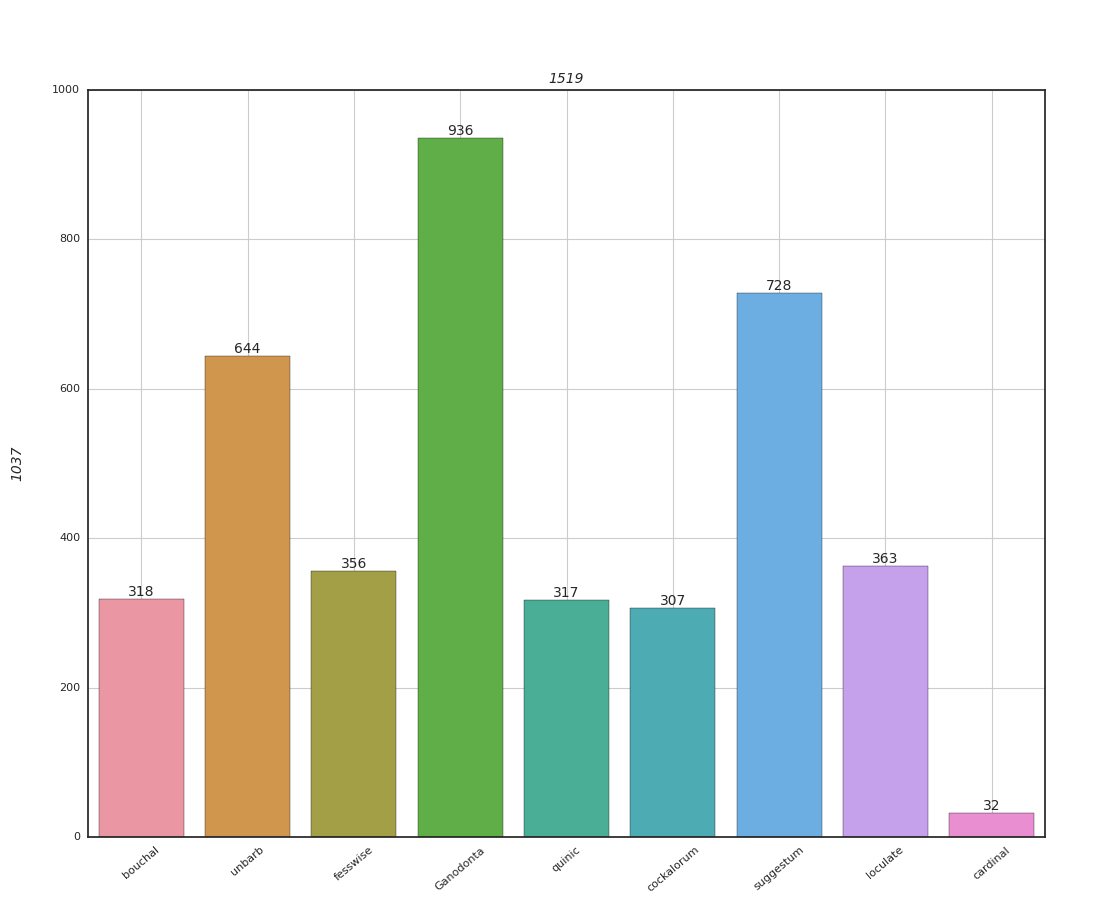 1519
1000
936
800
728
644
600
1037
400
363
356
318
317
307
200
32
0
bouchal
unbarb
fesswise
Ganodonta
quinic
cockalorum
suggestum
loculate
cardinal